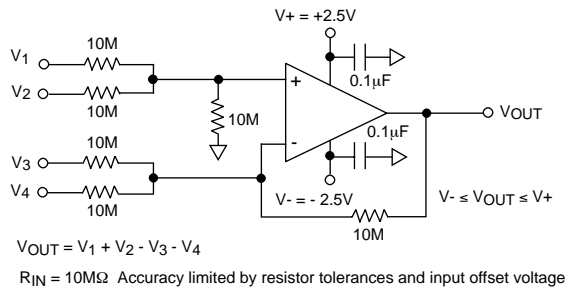 V+ = +2.5V
V1
10M
0.1µF
V2
10M
10M
+
-
VOUT
0.1µF
V3
10M
V4
10M
V- = - 2.5V
V- ≤ VOUT ≤ V+
10M
VOUT = V1 + V2 - V3 - V4
RIN = 10MΩ Accuracy limited by resistor tolerances and input offset voltage